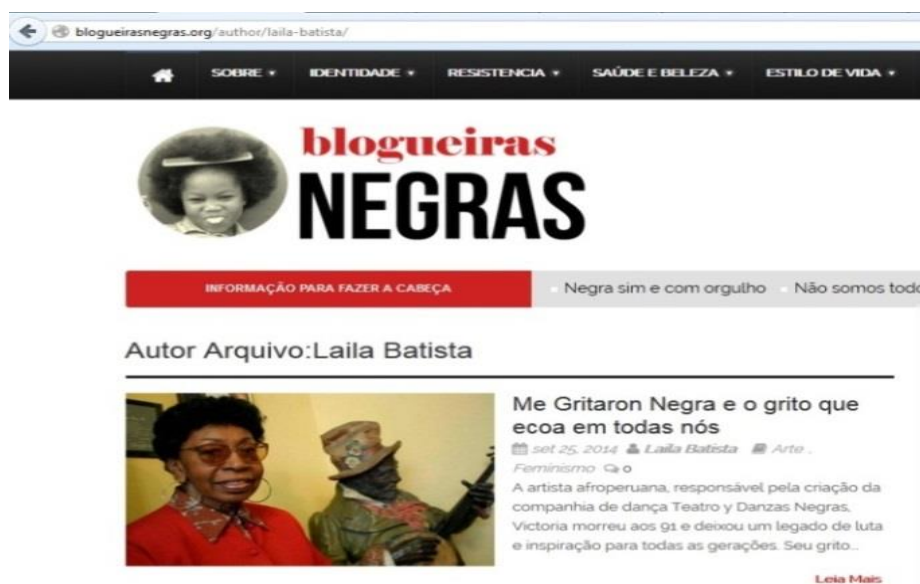 blogueirasnegras.org/author/laila-batista/
SOBRE IDENTIDADE RESISTENCIA SAÚDE E BELEZA ESTILO DE VIDA
blogueiras
NEGRAS
INFORMAÇÃO PARA FAZER A CABEÇA Negra sim e com orgulho Não somos todo
Autor Arquivo:Laila Batista
Me Gritaron Negra e o grito que
ecoa em todas nós
set 25, 2014 Laila Batista Arte ,
Feminismo 0
A artista afroperuana, responsável pela criação da
companhia de dança Teatro y Danzas Negras,
Victoria morreu aos 91 e deixou um legado de luta
e inspiração para todas as gerações. Seu grito...
Leia Mais